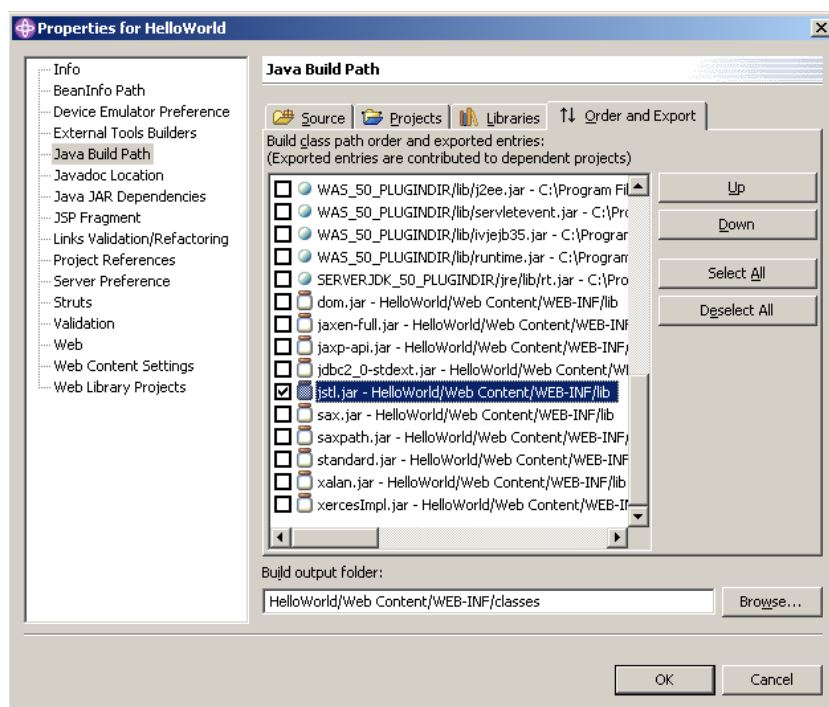 Properties for HelloWorld
Info
BeanInfo Path
Device Emulator Preference
External Tools Builders
Java Build Path
Javadoc Location
Java JAR Dependencies
JSP Fragment
Links Validation/Refactoring
Project References
Server Preference
Struts
Validation
Web
Web Content Settings
Web Library Projects
Java Build Path
Source Projects Libraries Order and Export
Build class path order and exported entries:
(Exported entries are contributed to dependent projects)
WAS_50_PLUGINDIR/lib/j2ee.jar - C:\Program Fil
WAS_50_PLUGINDIR/lib/servletevent.jar - C:\Pro
WAS_50_PLUGINDIR/lib/ivjejb35.jar - C:\Program
WAS_50_PLUGINDIR/lib/runtime.jar - C:\Program
SERVERJDK_50_PLUGINDIR/jre/lib/rt.jar - C:\Pro
dom.jar - HelloWorld/Web Content/WEB-INF/lib
jaxen-full.jar - HelloWorld/Web Content/WEB-INF
jaxp-api.jar - HelloWorld/Web Content/WEB-INF/
jdbc2_0-stdext.jar - HelloWorld/Web Content/WE
jstl.jar - HelloWorld/Web Content/WEB-INF/lib
sax.jar - HelloWorld/Web Content/WEB-INF/lib
saxpath.jar - HelloWorld/Web Content/WEB-INF/
standard.jar - HelloWorld/Web Content/WEB-INF
xalan.jar - HelloWorld/Web Content/WEB-INF/lib
xercesImpl.jar - HelloWorld/Web Content/WEB-IN
Up
Down
Select All
Deselect All
Build output folder:
HelloWorld/Web Content/WEB-INF/classes
Browse...
OK
Cancel